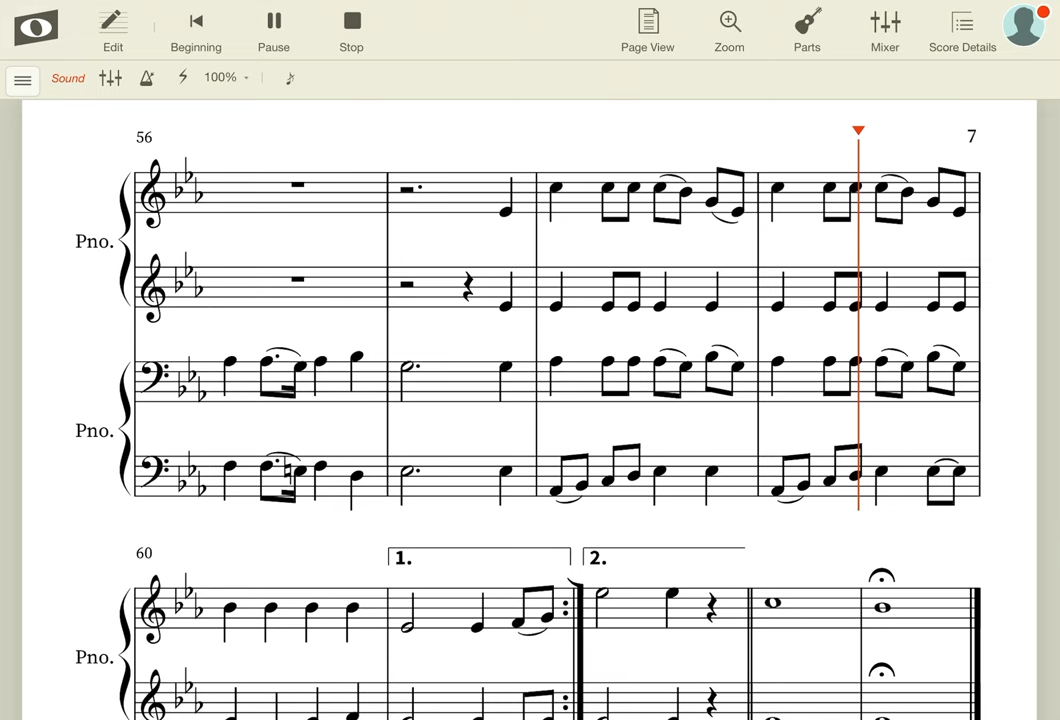 Edit Beginning Pause Stop Page View Zoom Parts Mixer Score Details
Sound 100%
56 7
Pno.
Pno.
60 1. 2.
Pno.